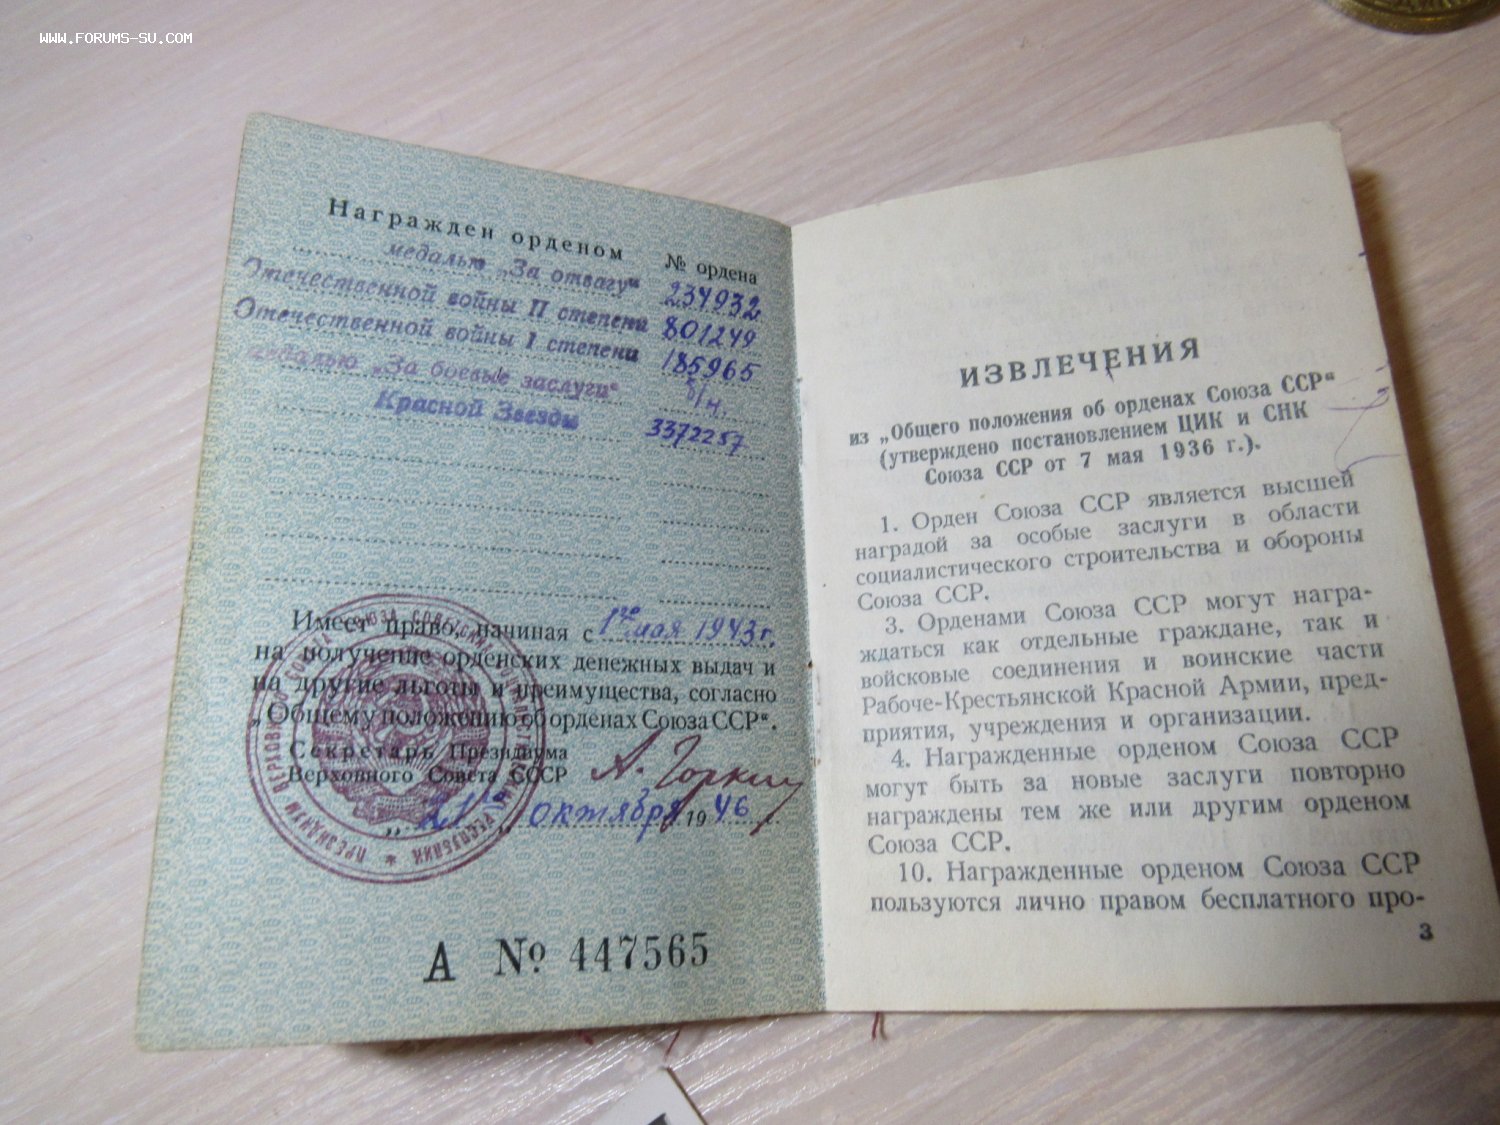 WWW.FORUMS-SU.COM
Награжден орденом № ордена
медалью „За отвагу“ 234932
Отечественной войны II степени 801249
Отечественной войны I степени 185965
медалью „За боевые заслуги“ б/н.
Красной Звезды 3372257
Имеет право, начиная с 1го мая 1943 г.
на получение орденских денежных выдач и
на другие льготы и преимущества, согласно
„Общему положению об орденах Союза ССР“.
Секретарь Президиума
Верховного Совета СССР А. Горкин
„21“ октября 1946 г.
А № 447565
ИЗВЛЕЧЕНИЯ
из „Общего положения об орденах Союза ССР“
(утверждено постановлением ЦИК и СНК
Союза ССР от 7 мая 1936 г.).
1. Орден Союза ССР является высшей
наградой за особые заслуги в области
социалистического строительства и обороны
Союза ССР.
3. Орденами Союза ССР могут награ-
ждаться как отдельные граждане, так и
войсковые соединения и воинские части
Рабоче-Крестьянской Красной Армии, пред-
приятия, учреждения и организации.
4. Награжденные орденом Союза ССР
могут быть за новые заслуги повторно
награждены тем же или другим орденом
Союза ССР.
10. Награжденные орденом Союза ССР
пользуются лично правом бесплатного про-
3